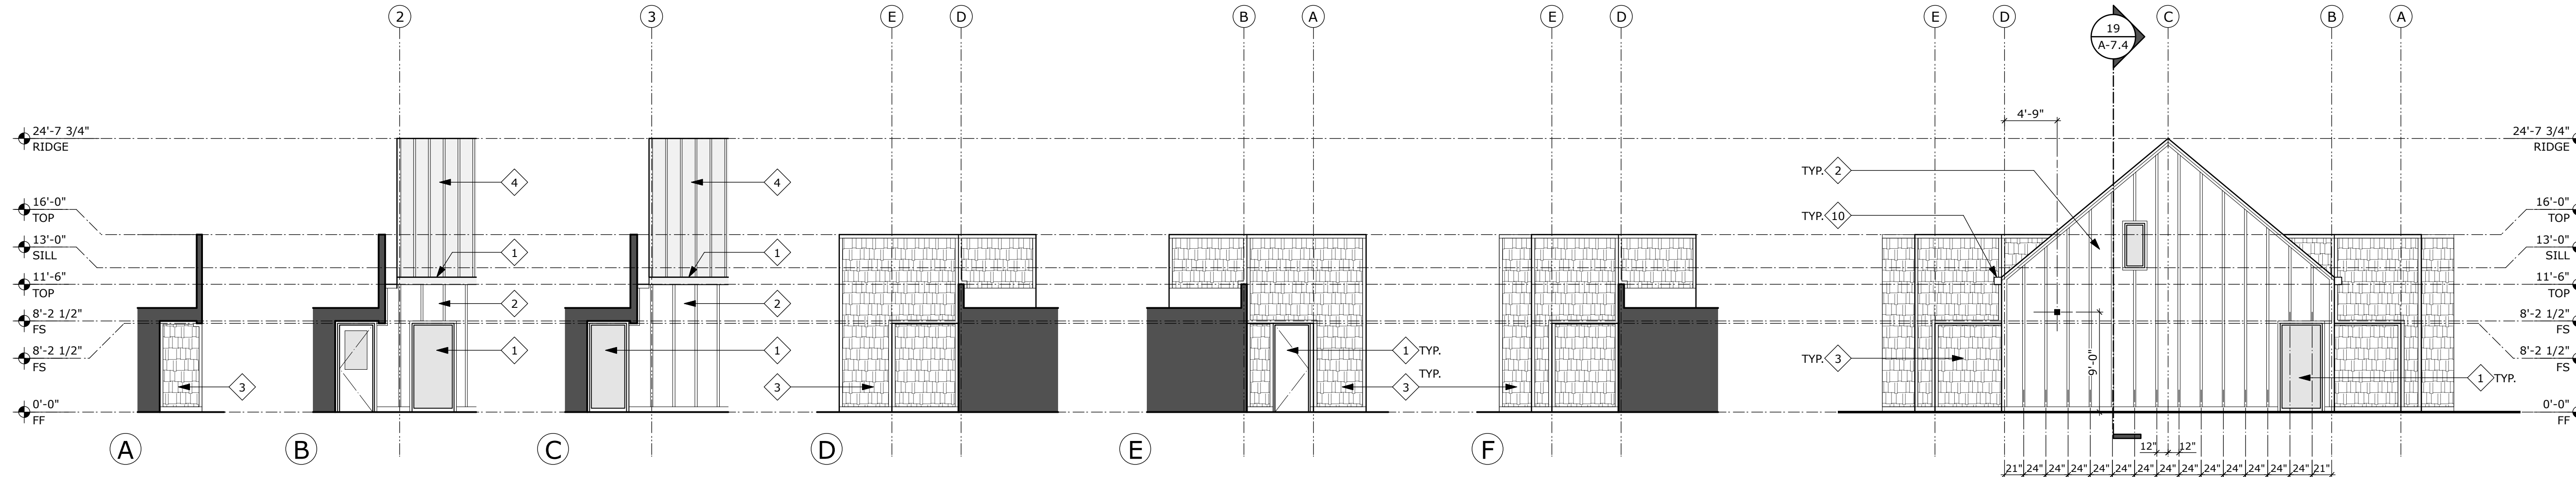 2
3
E
D
B
A
E
D
E
D
C
B
A
19
A-7.4
4'-9"
24'-7 3/4"
RIDGE
16'-0"
TOP
13'-0"
SILL
11'-6"
TOP
8'-2 1/2"
FS
8'-2 1/2"
FS
0'-0"
FF
3
4
1
2
1
4
1
2
1
3
1 TYP.
TYP.
3
TYP. 2
TYP. 10
TYP. 3
9'-0"
1 TYP.
24'-7 3/4"
RIDGE
16'-0"
TOP
13'-0"
SILL
11'-6"
TOP
8'-2 1/2"
FS
8'-2 1/2"
FS
0'-0"
FF
A
B
C
D
E
F
12" 12"
21" 24" 24" 24" 24" 24" 24" 24" 24" 24" 24" 24" 24" 24" 21"